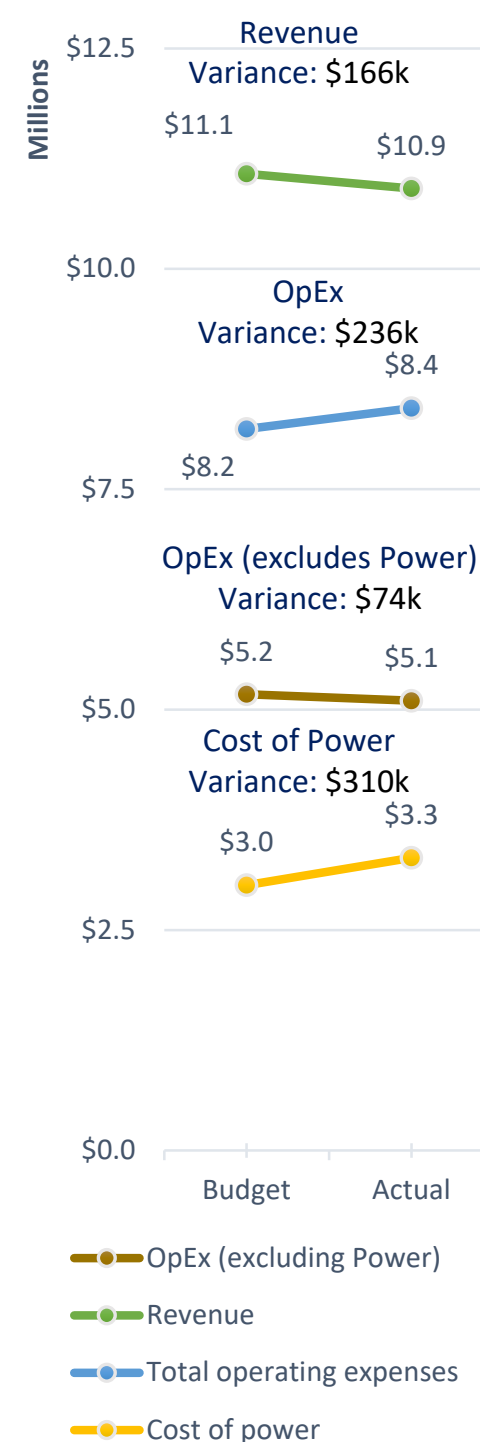 Millions
$12.5
Revenue
Variance: $166k
$11.1
$10.9
$10.0
OpEx
Variance: $236k
$8.4
$8.2
$7.5
OpEx (excludes Power)
Variance: $74k
$5.2
$5.1
$5.0
Cost of Power
Variance: $310k
$3.3
$3.0
$2.5
$0.0
Budget
Actual
OpEx (excluding Power)
Revenue
Total operating expenses
Cost of power